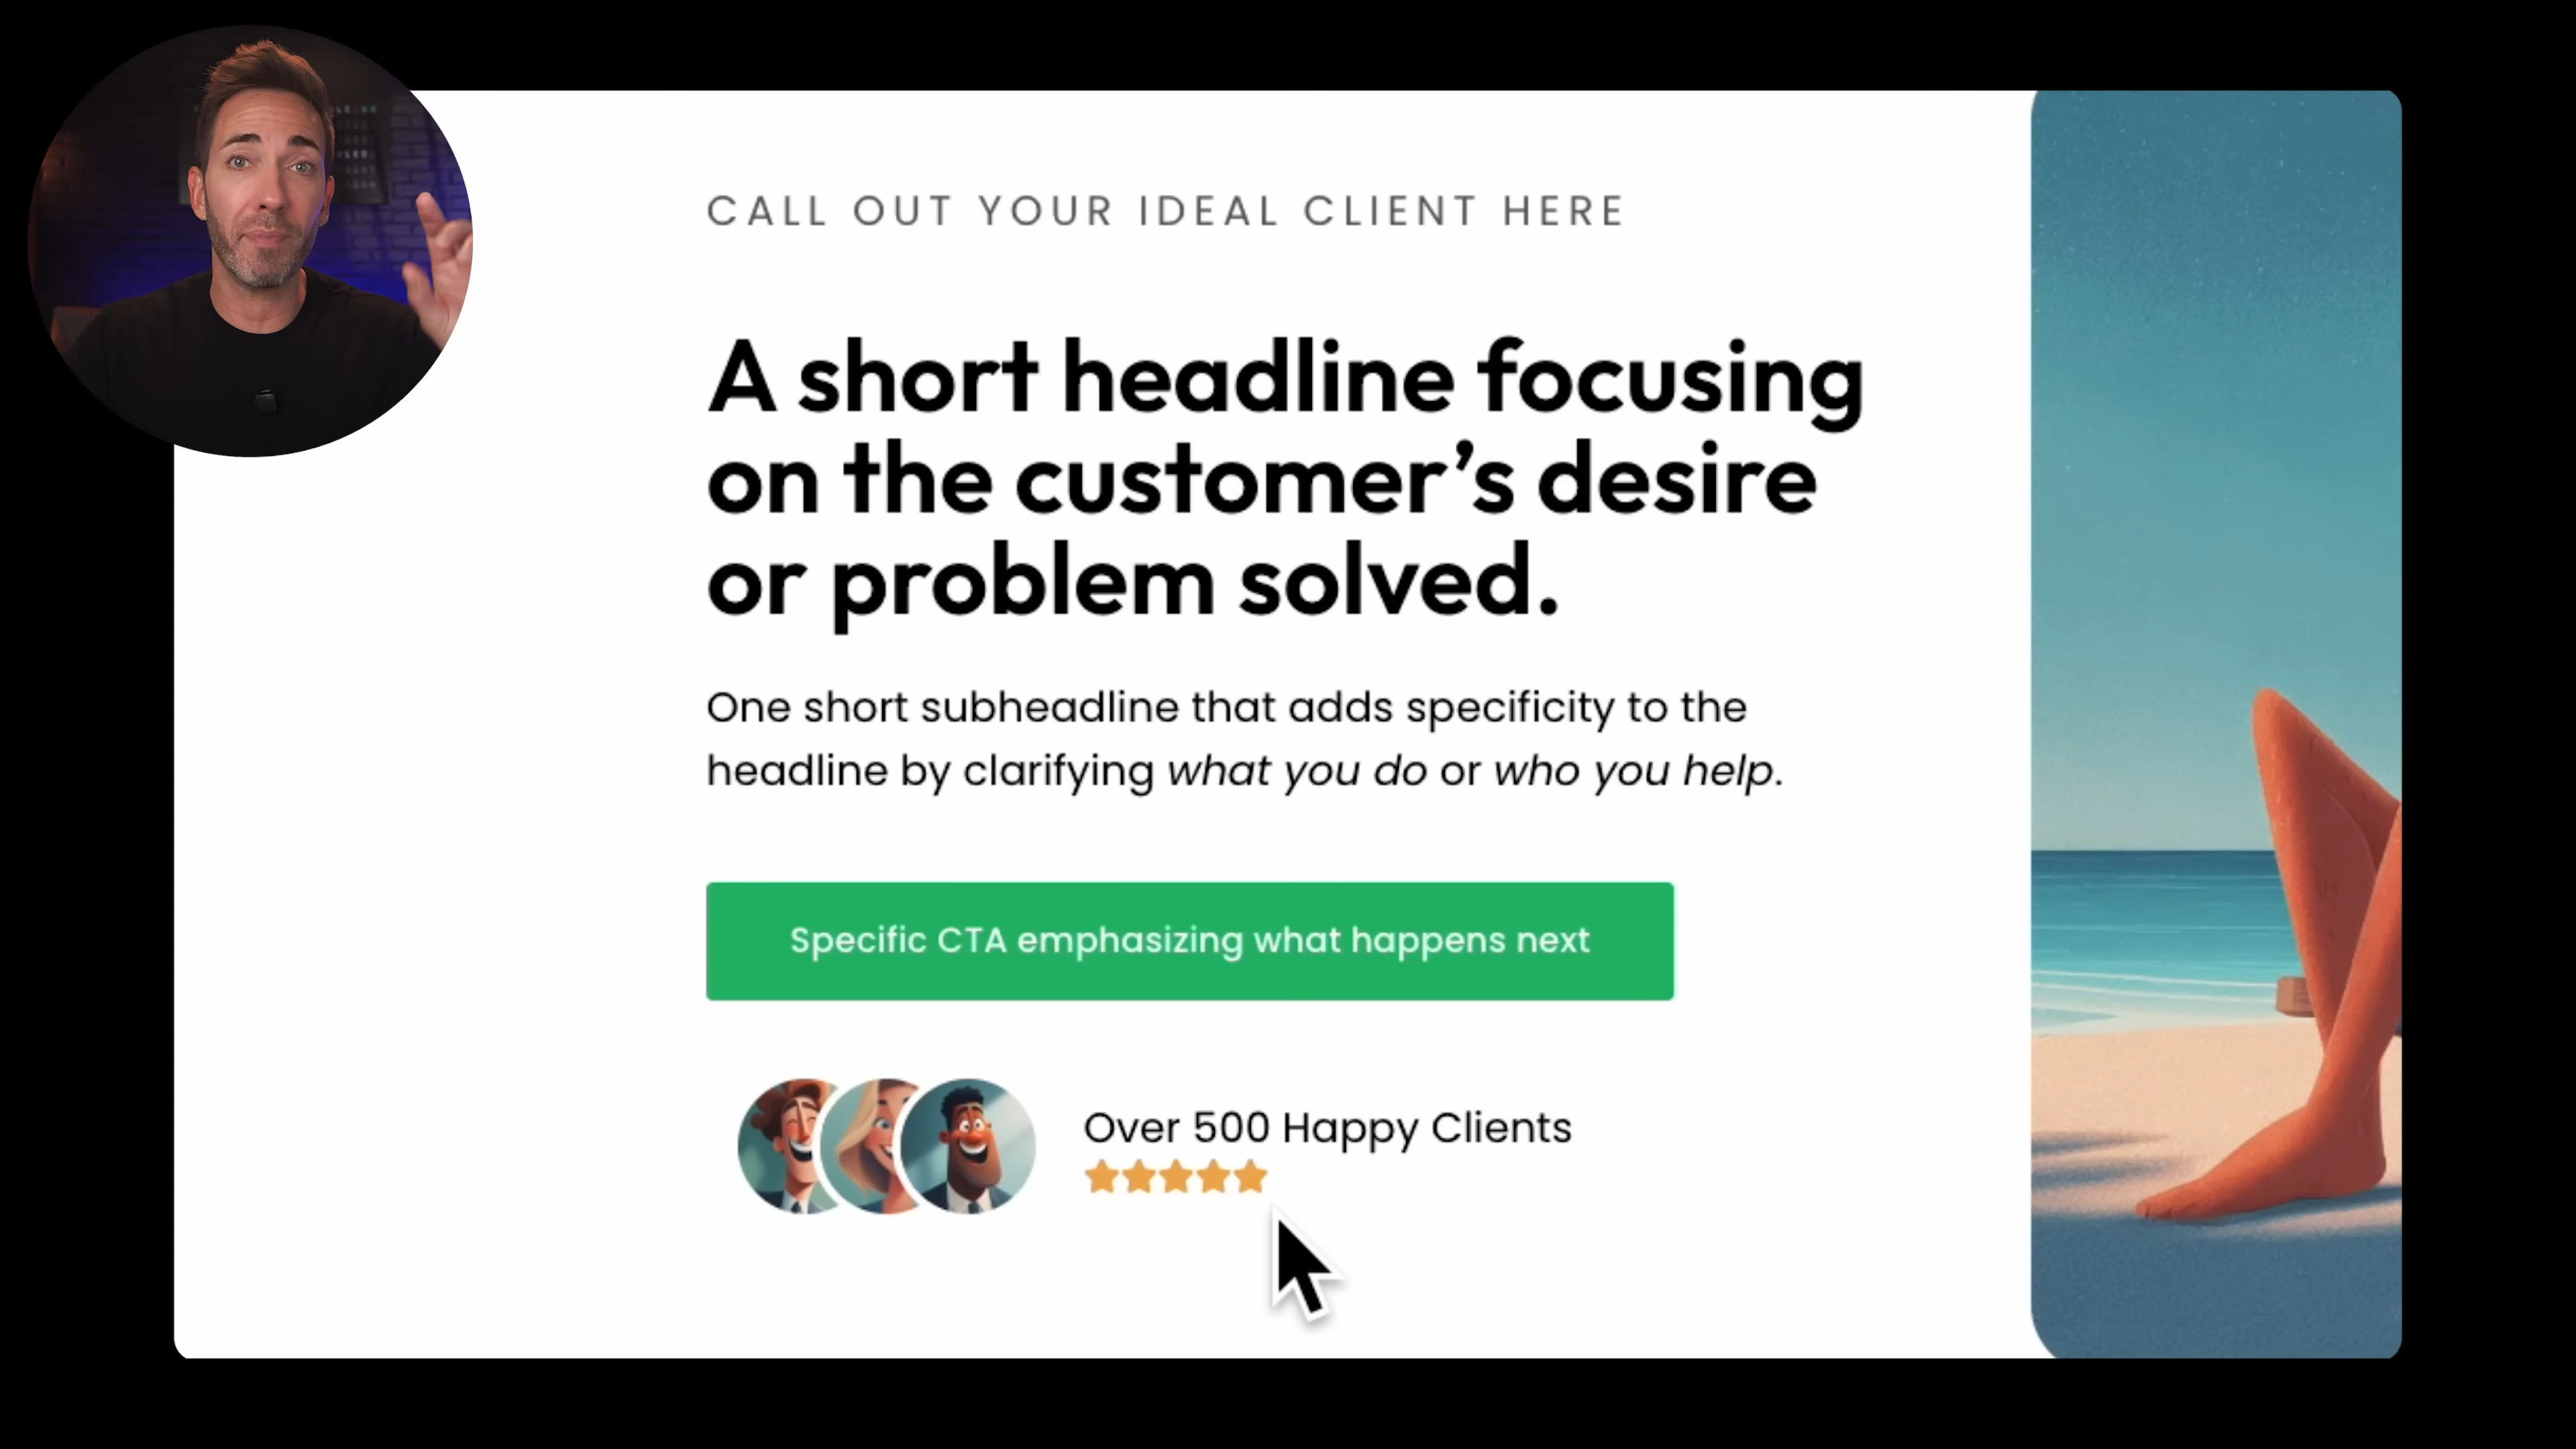 CALL OUT YOUR IDEAL CLIENT HERE
A short headline focusing
on the customer’s desire
or problem solved.
One short subheadline that adds specificity to the
headline by clarifying what you do or who you help.
Specific CTA emphasizing what happens next
Over 500 Happy Clients